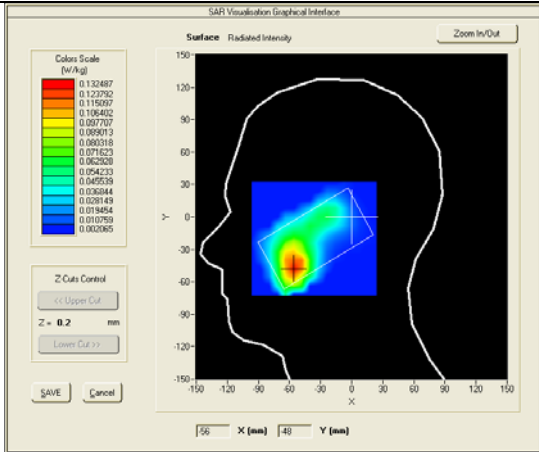 SAR Visualisation Graphical Interface
Surface Radiated Intensity
Zoom In/Out
Colors Scale
(W/kg)
0.132487
0.123792
0.115097
0.106402
0.097707
0.089013
0.080318
0.071623
0.062928
0.054233
0.045539
0.036844
0.028149
0.019454
0.010759
0.002065
Z Cuts Control
<< Upper Cut
Z = 0.2 mm
Lower Cut >>
SAVE Cancel
150
120
90
60
30
0
-30
-60
-90
-120
-150
Y
-150 -120 -90 -60 -30 0 30 60 90 120 150
X
-56 X (mm) -48 Y (mm)